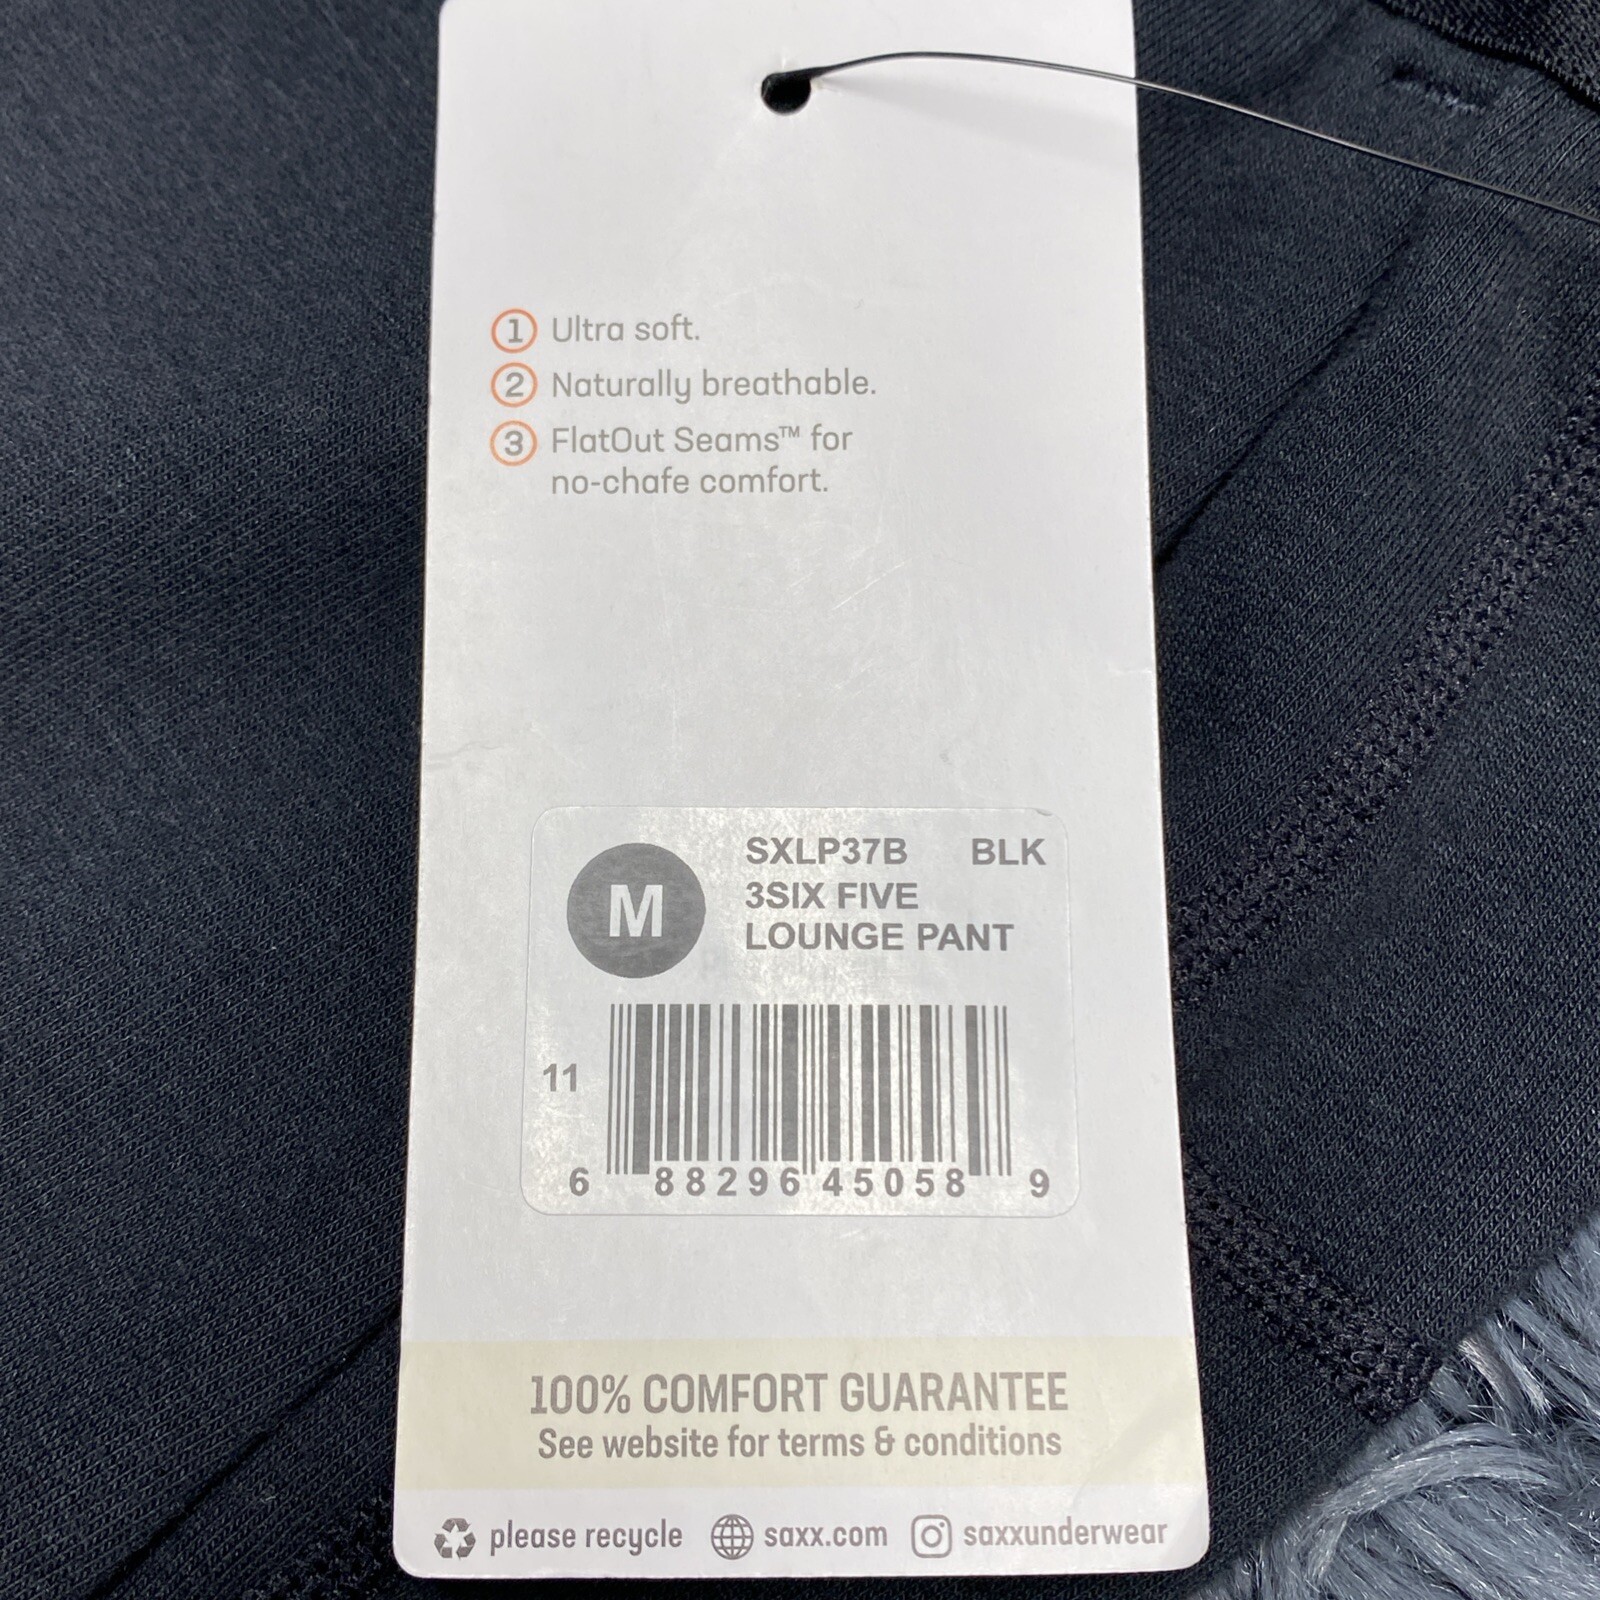 1 Ultra soft.
2 Naturally breathable.
3 FlatOut Seams™ for
no-chafe comfort.
M
SXLP37B BLK
3SIX FIVE
LOUNGE PANT
11
6 88296 45058 9
100% COMFORT GUARANTEE
See website for terms & conditions
please recycle saxx.com saxxunderwear